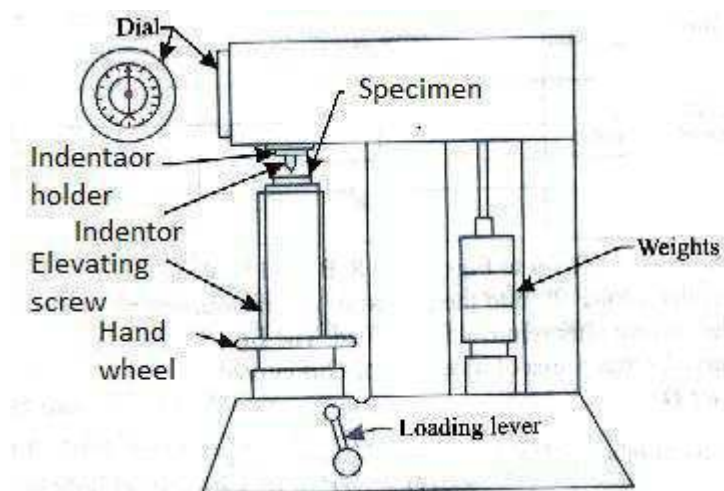 Dial
Specimen
Indentaor
holder
Indentor
Elevating
screw
Hand
wheel
Weights
Loading lever